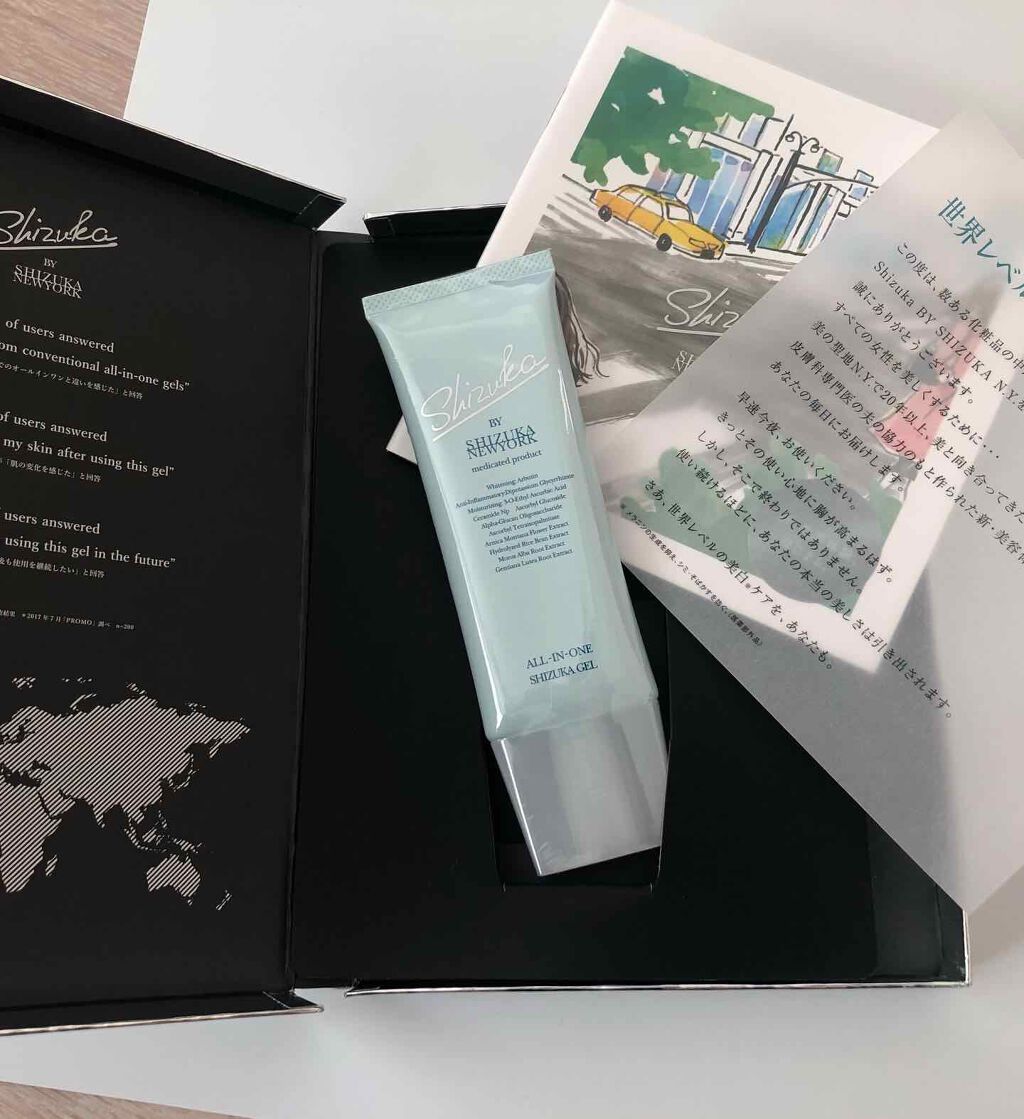 Shizuka
BY
SHIZUKA
NEWYORK
of users answered
om conventional all-in-one gels"
でのオールインワンと違いを感じた」と回答
of users answered
my skin after using this gel"
「肌の変化を感じた」と回答
of users answered
using this gel in the future"
も使用を継続したい」と回答
結果 *2017年7月「PROMO」調べ n=200
Shizuka
BY
SHIZUKA
NEWYORK
medicated product
Whitening: Arbutin
Anti-Inflammatory:Dipotassium Glycyrrhizate
Moisturizing: 3-O-Ethyl Ascorbic Acid
Ceramide Np Ascorbyl Glucoside
Alpha-Glucan Oligosaccharide
Ascorbyl Tetraisopalmitate
Arnica Montana Flower Extract
Hydrolyzed Rice Bran Extract
Morus Alba Root Extract
Gentiana Lutea Root Extract
ALL-IN-ONE
SHIZUKA GEL
Shizu
世界レベル
この度は、数ある化粧品の中
Shizuka BY SHIZUKA N.Y.を
誠にありがとうございます。
すべての女性を美しくするために・・・
美の聖地N.Y.で20年以上、美と向き合ってきた
皮膚科専門医の夫の協力のもと作られた新・美容
あなたの毎日にお届けします。
早速今夜、お使いください。
きっとその使い心地に胸が高まるはず。
しかし、そこで終わりではありません。
使い続けるほどに、あなたの本当の美しさは引き出されます。
さあ、世界レベルの美白※ケアを、あなたも。
※メラニンの生成を抑え、シミ・そばかすを防ぐ。(医薬部外品)